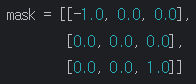 mask = [[-1.0, 0.0, 0.0],
[0.0, 0.0, 0.0],
[0.0, 0.0, 1.0]]